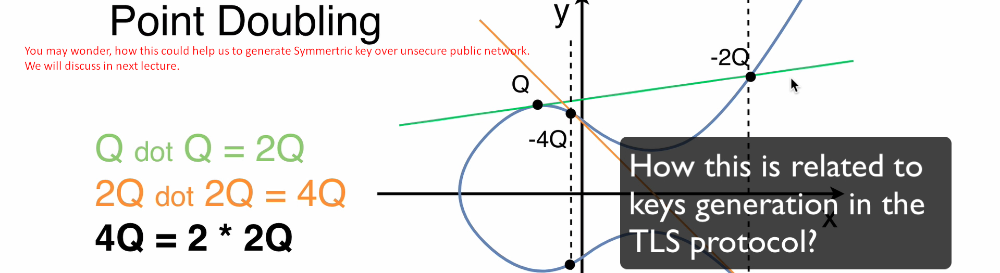 Point Doubling
You may wonder, how this could help us to generate Symmertric key over unsecure public network.
We will discuss in next lecture.
Q dot Q = 2Q
2Q dot 2Q = 4Q
4Q = 2 * 2Q
y
-2Q
Q
-4Q
x
How this is related to
keys generation in the
TLS protocol?